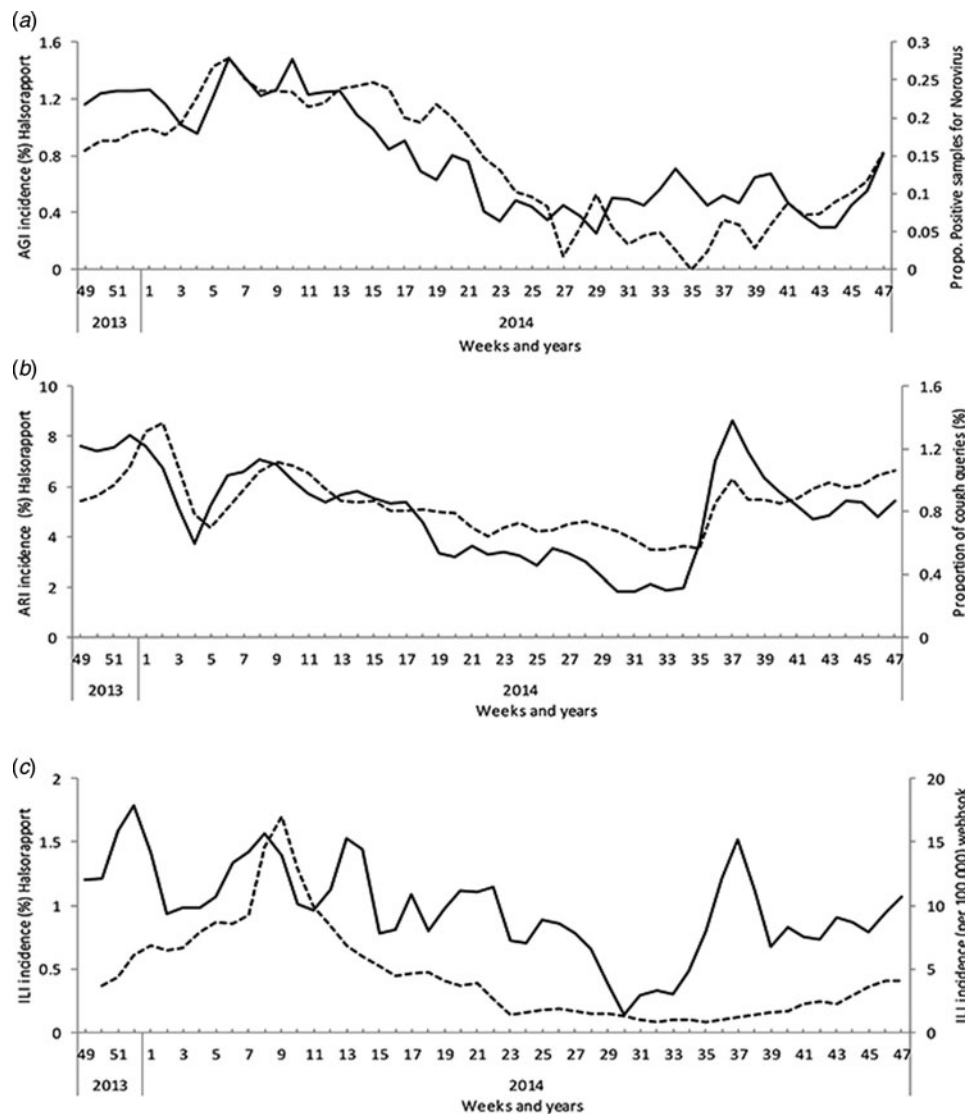 (a)
1.6
1.2
0.8
0.4
0
AGI incidence (%) Halsorapport
0.3
0.25
0.2
0.15
0.1
0.05
0
Propo. Positive samples for Norovirus
49 51 1 3 5 7 9 11 13 15 17 19 21 23 25 27 29 31 33 35 37 39 41 43 45 47
2013 2014
Weeks and years
(b)
10
8
6
4
2
0
ARI incidence (%) Halsorapport
1.6
1.2
0.8
0.4
0
Proportion of cough queries (%)
49 51 1 3 5 7 9 11 13 15 17 19 21 23 25 27 29 31 33 35 37 39 41 43 45 47
2013 2014
Weeks and years
(c)
2
1.5
1
0.5
0
ILI incidence (%) Halsorapport
20
15
10
5
0
ILI incidence (per 100 000) webbsok
49 51 1 3 5 7 9 11 13 15 17 19 21 23 25 27 29 31 33 35 37 39 41 43 45 47
2013 2014
Weeks and years